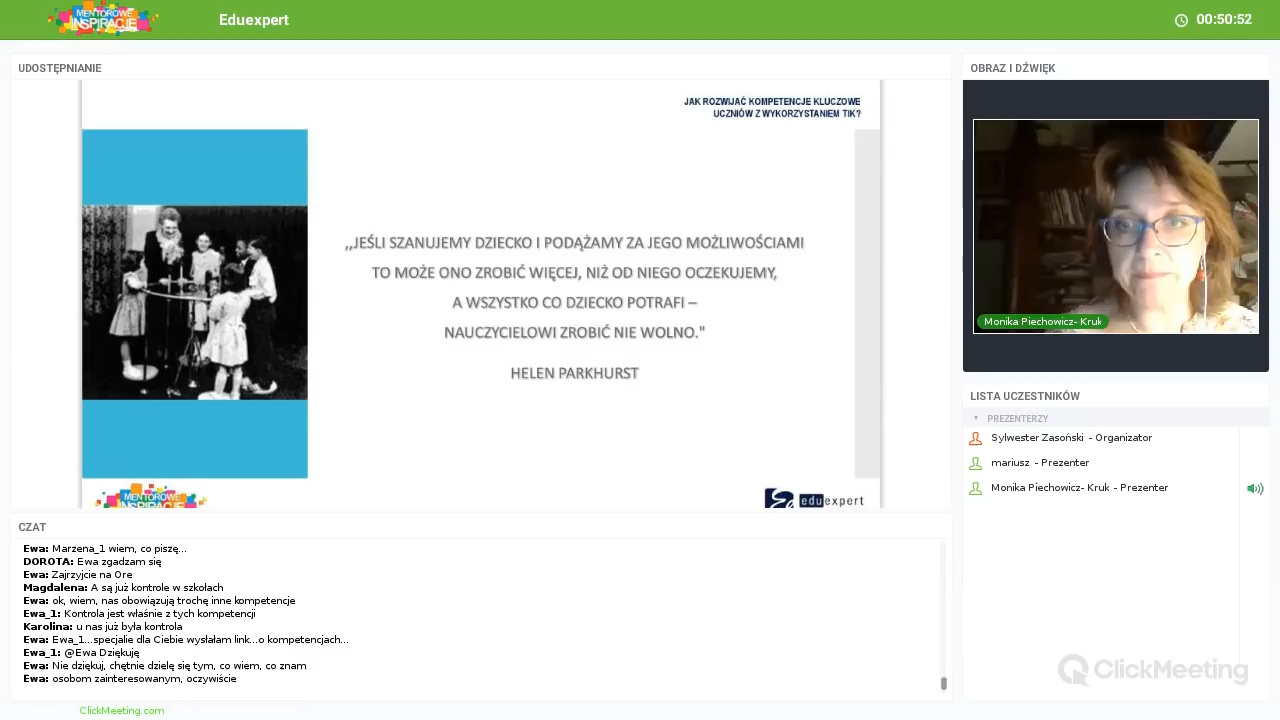 MENTOROWE
INSPIRACJE
Eduexpert
00:50:52
UDOSTĘPNIANIE
JAK ROZWIJAĆ KOMPETENCJE KLUCZOWE
UCZNIÓW Z WYKORZYSTANIEM TIK?
,,JEŚLI SZANUJEMY DZIECKO I PODĄŻAMY ZA JEGO MOŻLIWOŚCIAMI
TO MOŻE ONO ZROBIĆ WIĘCEJ, NIŻ OD NIEGO OCZEKUJEMY,
A WSZYSTKO CO DZIECKO POTRAFI –
NAUCZYCIELOWI ZROBIĆ NIE WOLNO."
HELEN PARKHURST
MENTOROWE
INSPIRACJE
eduexpert
CZAT
Ewa: Marzena_1 wiem, co piszę...
DOROTA: Ewa zgadzam się
Ewa: Zajrzyjcie na Ore
Magdalena: A są już kontrole w szkołach
Ewa: ok, wiem, nas obowiązują trochę inne kompetencje
Ewa_1: Kontrola jest właśnie z tych kompetencji
Karolina: u nas już była kontrola
Ewa: Ewa_1...specjalie dla Ciebie wysłałam link...o kompetencjach...
Ewa_1: @Ewa Dziękuję
Ewa: Nie dziękuj, chętnie dzielę się tym, co wiem, co znam
Ewa: osobom zainteresowanym, oczywiście
ClickMeeting.com
OBRAZ I DŹWIĘK
Monika Piechowicz- Kruk
LISTA UCZESTNIKÓW
PREZENTERZY
Sylwester Zasoński - Organizator
mariusz - Prezenter
Monika Piechowicz- Kruk - Prezenter
ClickMeeting